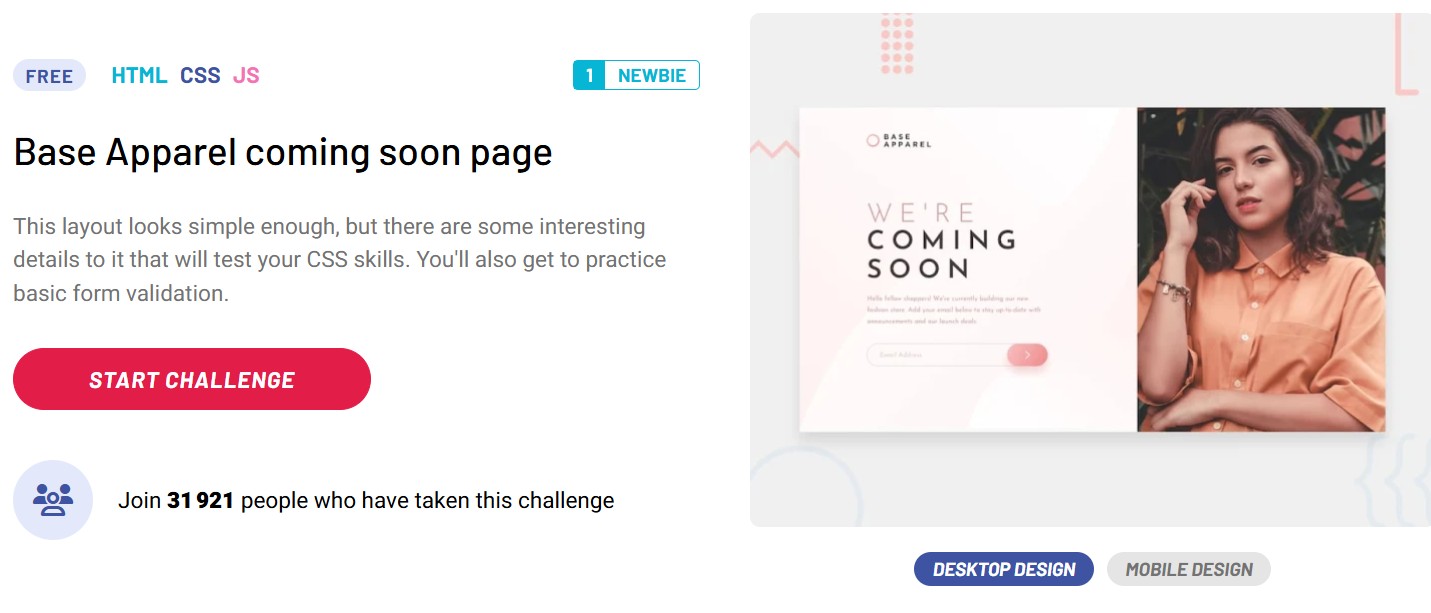 FREE HTML CSS JS
1 NEWBIE
Base Apparel coming soon page
This layout looks simple enough, but there are some interesting
details to it that will test your CSS skills. You'll also get to practice
basic form validation.
START CHALLENGE
Join 31 921 people who have taken this challenge
BASE
APPAREL
WE'RE
COMING
SOON
Hello fellow shoppers! We're currently building our new
fashion store. Add your email below to stay up-to-date with
announcements and our launch deals.
Email Address
DESKTOP DESIGN
MOBILE DESIGN